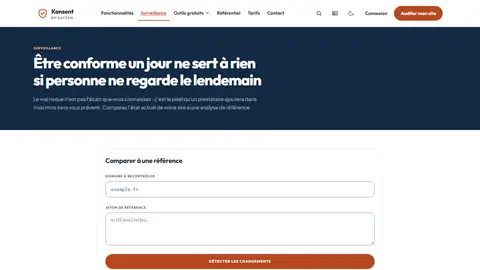 Konsent
BY KAYZEN
Fonctionnalités
Surveillance
Outils gratuits
Référentiel
Tarifs
Contact
Connexion
Auditer mon site
SURVEILLANCE
Être conforme un jour ne sert à rien
si personne ne regarde le lendemain
Le vrai risque n'est pas l'écart que vous connaissez : c'est le pixel qu'un prestataire ajoutera dans
trois mois sans vous prévenir. Comparez l'état actuel de votre site à une analyse de référence.
Comparer à une référence
DOMAINE À RECONTRÔLER
exemple.fr
JETON DE RÉFÉRENCE
DÉTECTER LES CHANGEMENTS